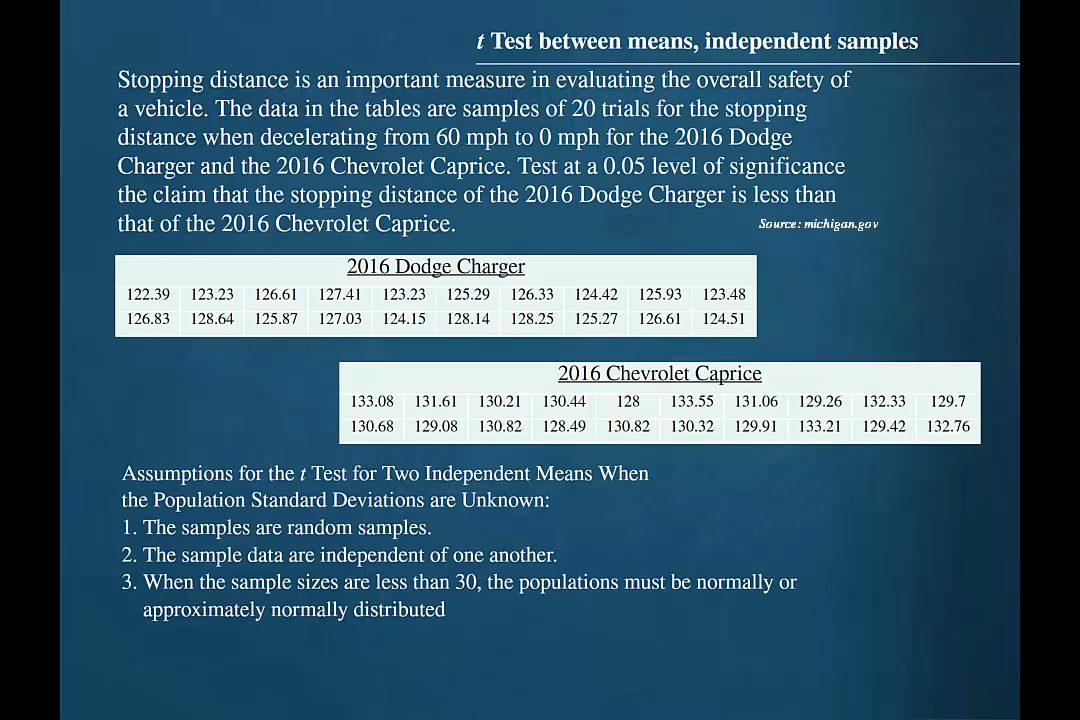 t Test between means, independent samples
Stopping distance is an important measure in evaluating the overall safety of
a vehicle. The data in the tables are samples of 20 trials for the stopping
distance when decelerating from 60 mph to 0 mph for the 2016 Dodge
Charger and the 2016 Chevrolet Caprice. Test at a 0.05 level of significance
the claim that the stopping distance of the 2016 Dodge Charger is less than
that of the 2016 Chevrolet Caprice.
Source: michigan.gov
2016 Dodge Charger
122.39 123.23 126.61 127.41 123.23 125.29 126.33 124.42 125.93 123.48
126.83 128.64 125.87 127.03 124.15 128.14 128.25 125.27 126.61 124.51
2016 Chevrolet Caprice
133.08 131.61 130.21 130.44 128 133.55 131.06 129.26 132.33 129.7
130.68 129.08 130.82 128.49 130.82 130.32 129.91 133.21 129.42 132.76
Assumptions for the t Test for Two Independent Means When
the Population Standard Deviations are Unknown:
1. The samples are random samples.
2. The sample data are independent of one another.
3. When the sample sizes are less than 30, the populations must be normally or
approximately normally distributed